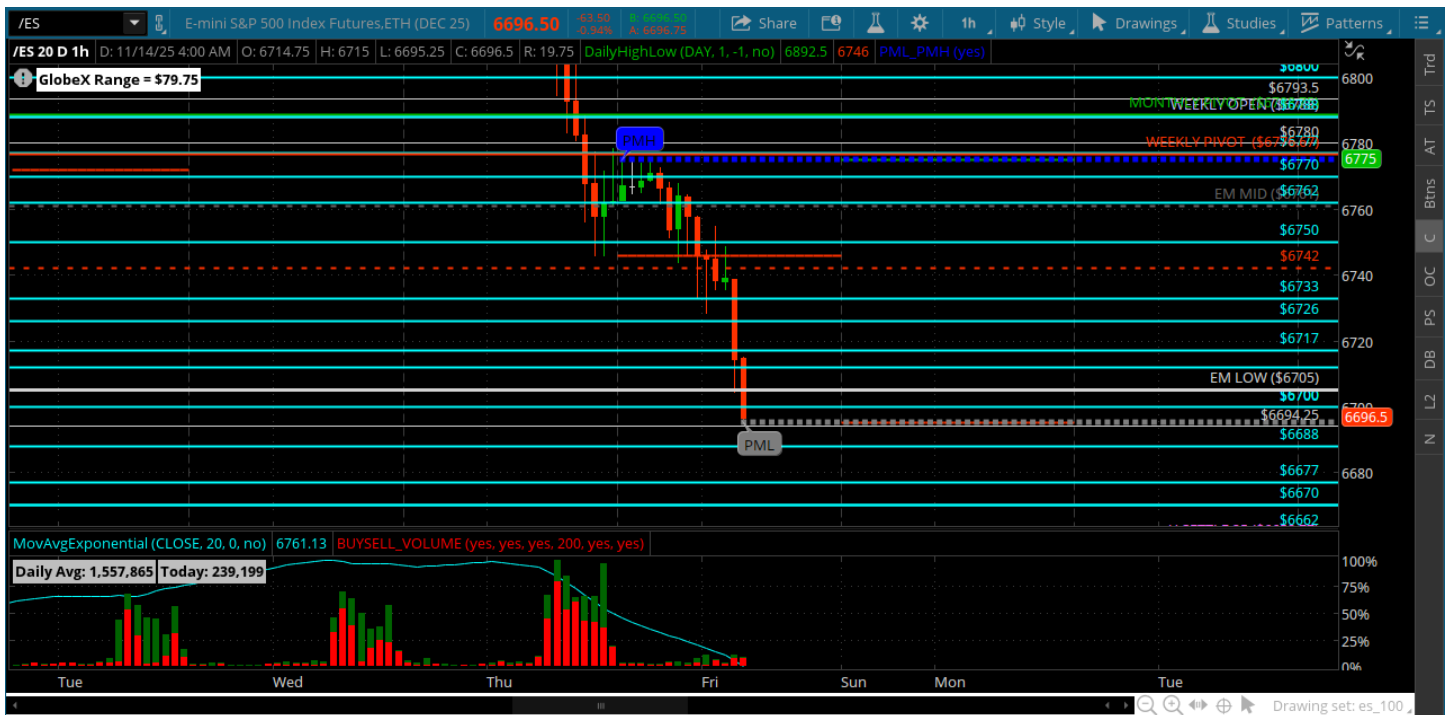 /ES E-mini S&P 500 Index Futures,ETH (DEC 25) 6696.50 -63.50 -0.94% B: 6696.50 A: 6696.75 Share 1h Style Drawings Studies Patterns
/ES 20 D 1h D: 11/14/25 4:00 AM O: 6714.75 H: 6715 L: 6695.25 C: 6696.5 R: 19.75 DailyHighLow (DAY, 1, -1, no) 6892.5 6746 PML_PMH (yes)
GlobeX Range = $79.75
$6800
6800
$6793.5
WEEKLY OPEN
$6780
6780
WEEKLY PIVOT
PMH
6775
$6770
$6762
EM MID
6760
$6750
$6742
6740
$6733
$6726
$6717
6720
EM LOW ($6705)
$6700
6700
$6694.25
6696.5
$6688
PML
$6677
6680
$6670
$6662
MovAvgExponential (CLOSE, 20, 0, no) 6761.13 BUYSELL_VOLUME (yes, yes, yes, 200, yes, yes)
Daily Avg: 1,557,865 Today: 239,199
100%
75%
50%
25%
0%
Tue Wed Thu Fri Sun Mon Tue
Drawing set: es_100
Trd
TS
AT
Btns
C
OC
PS
DB
L2
N